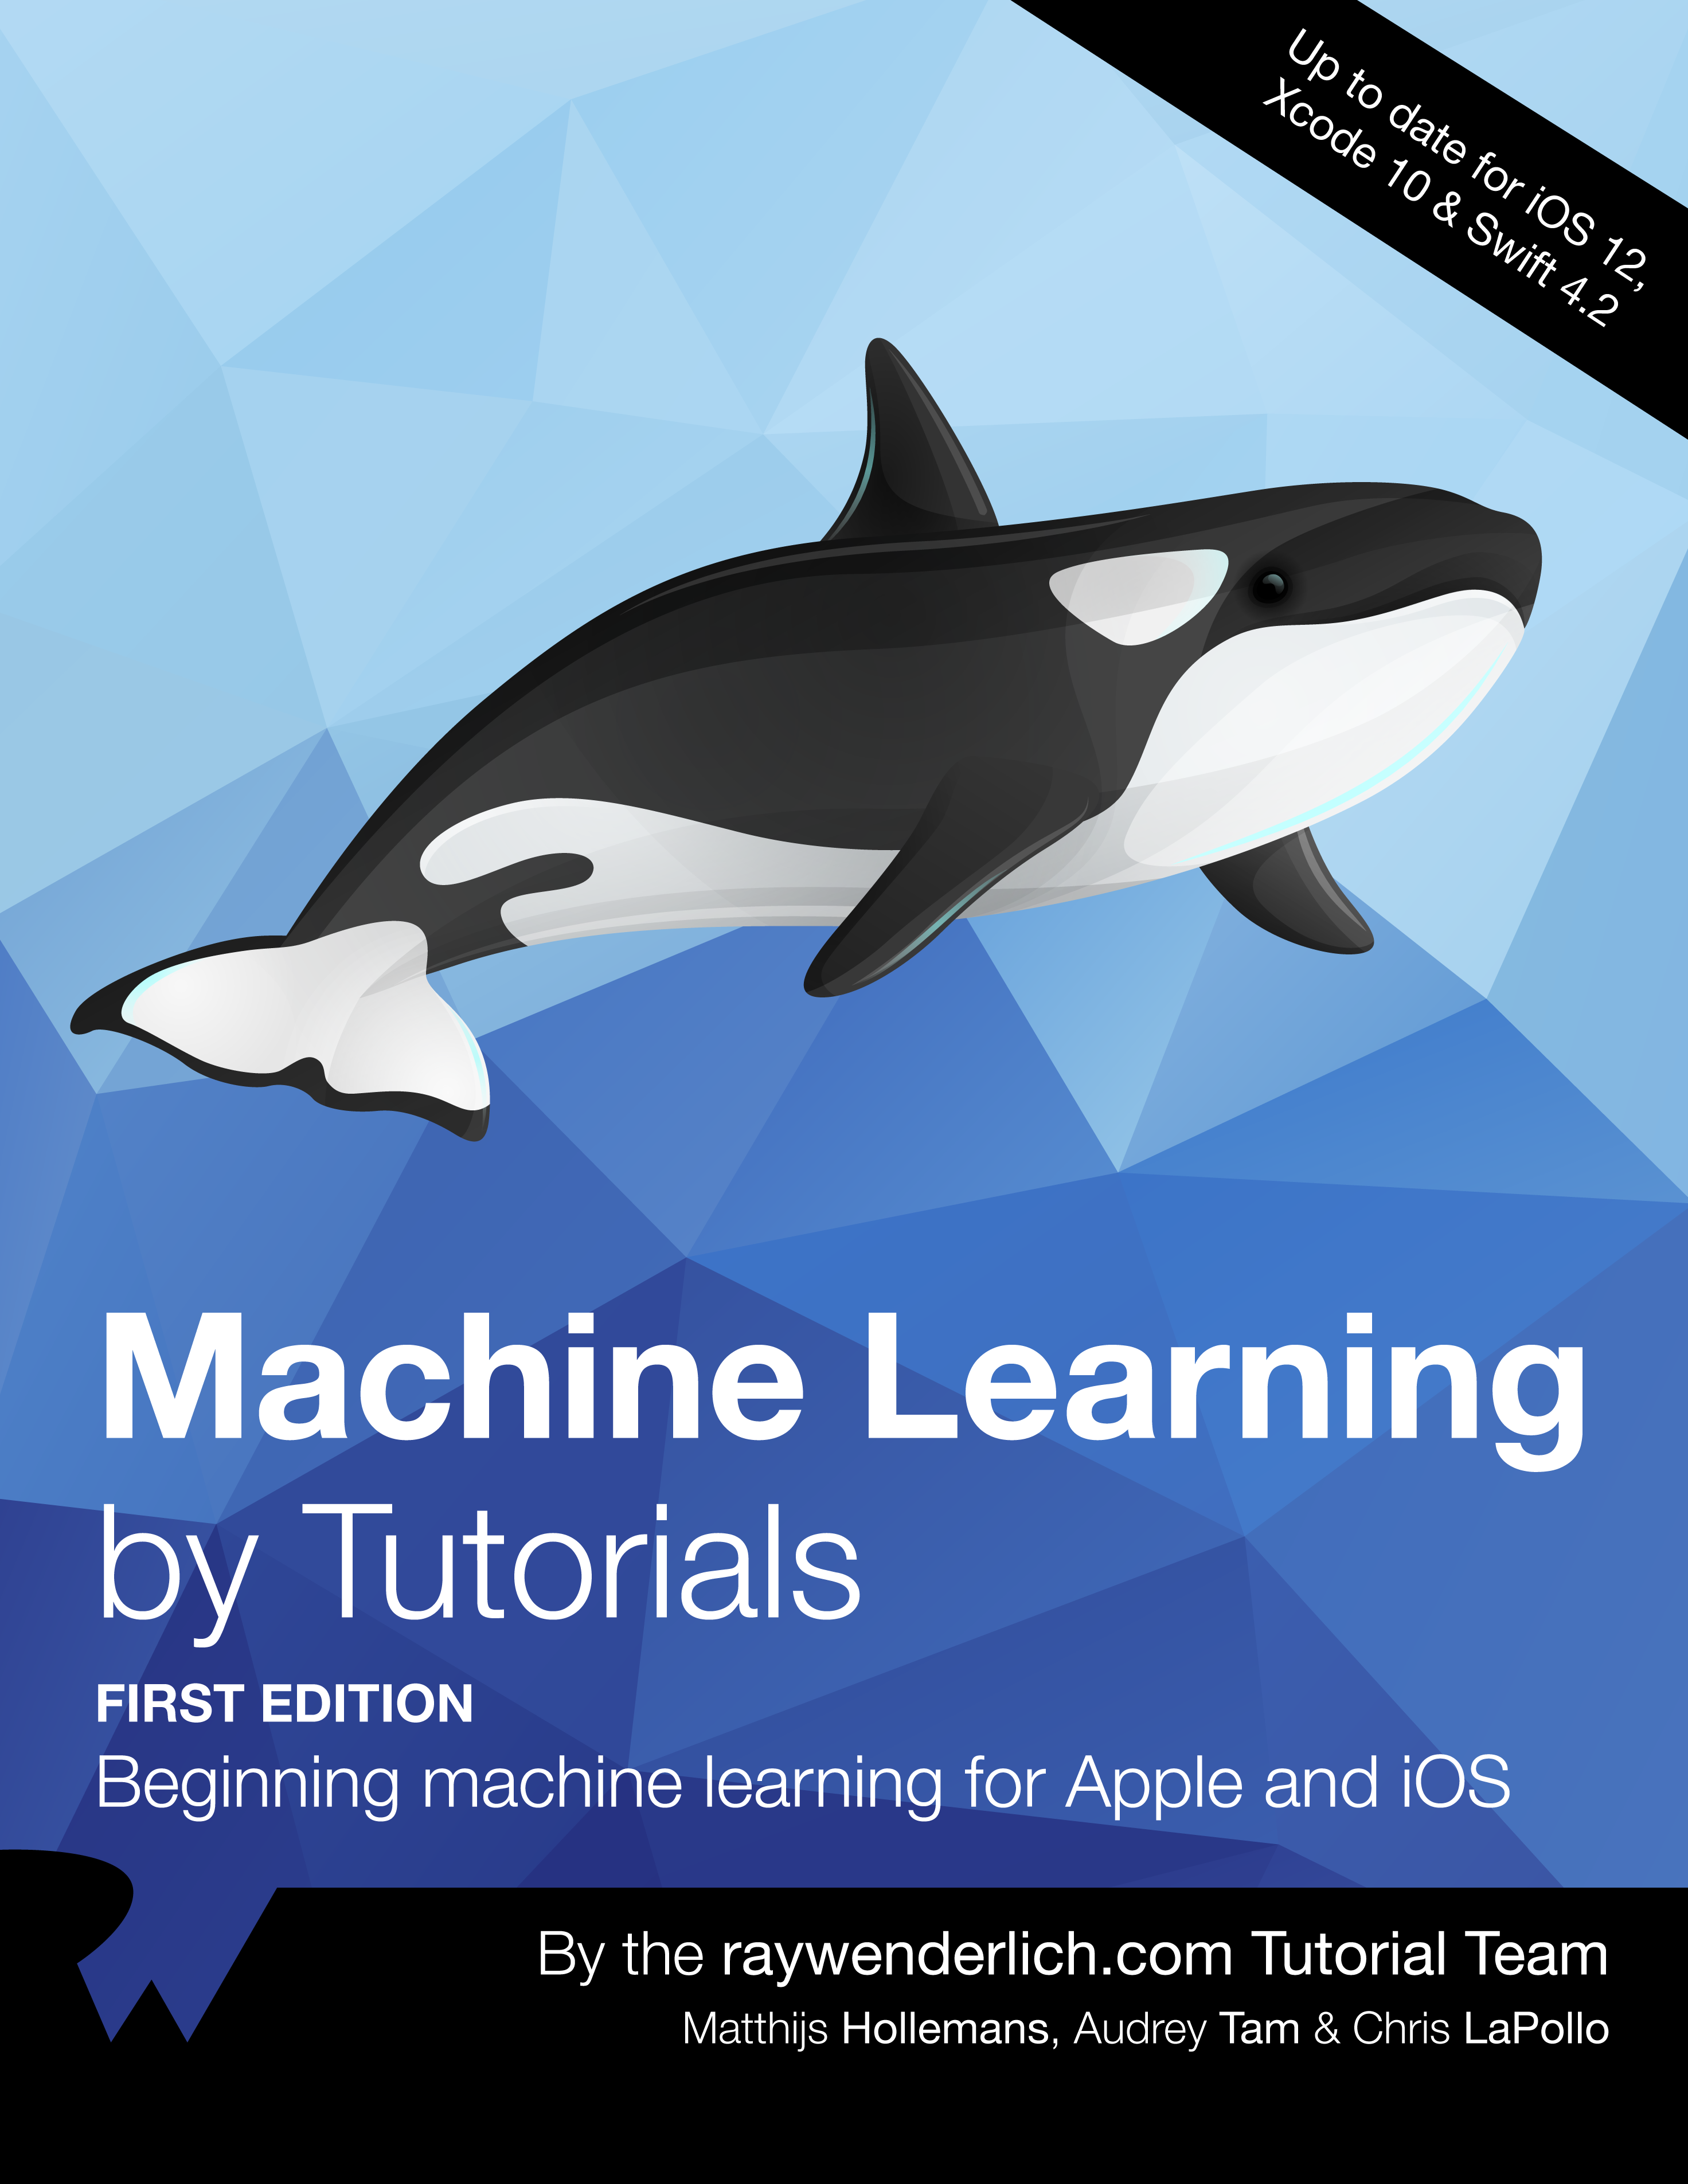 Up to date for iOS 12,
Xcode 10 & Swift 4.2
Machine Learning
by Tutorials
FIRST EDITION
Beginning machine learning for Apple and iOS
By the raywenderlich.com Tutorial Team
Matthijs Hollemans, Audrey Tam & Chris LaPollo